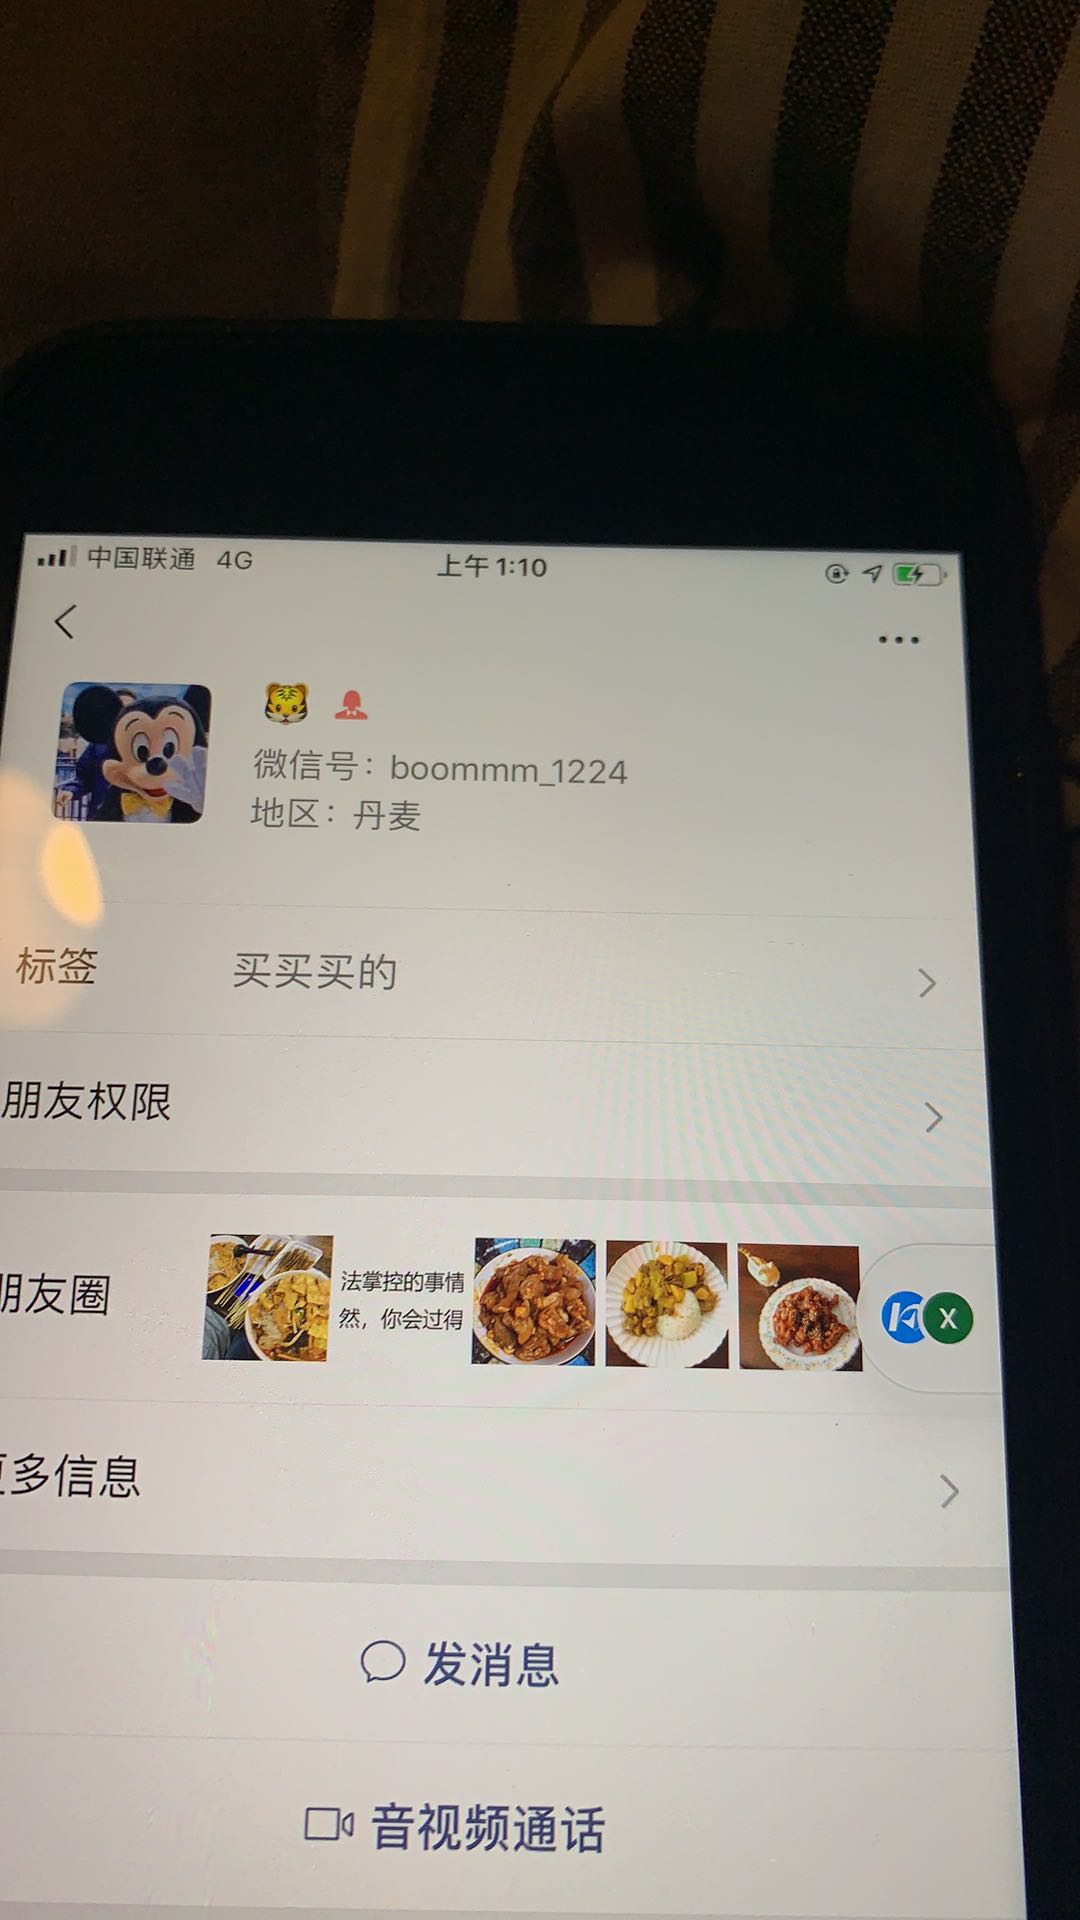 中国联通 4G 上午1:10
🐯
微信号：boommm_1224
地区：丹麦
标签 买买买的
朋友权限
朋友圈
法掌控的事情
然，你会过得
X
更多信息
发消息
音视频通话